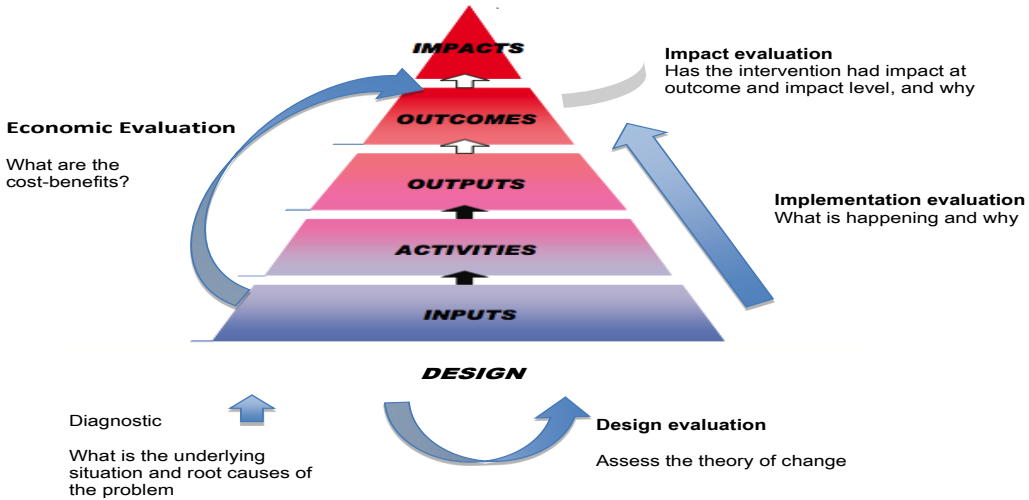 IMPACTS
Impact evaluation
Has the intervention had impact at
outcome and impact level, and why
Economic Evaluation
What are the
cost-benefits?
OUTCOMES
OUTPUTS
Implementation evaluation
What is happening and why
ACTIVITIES
INPUTS
DESIGN
Diagnostic
What is the underlying
situation and root causes of
the problem
Design evaluation
Assess the theory of change